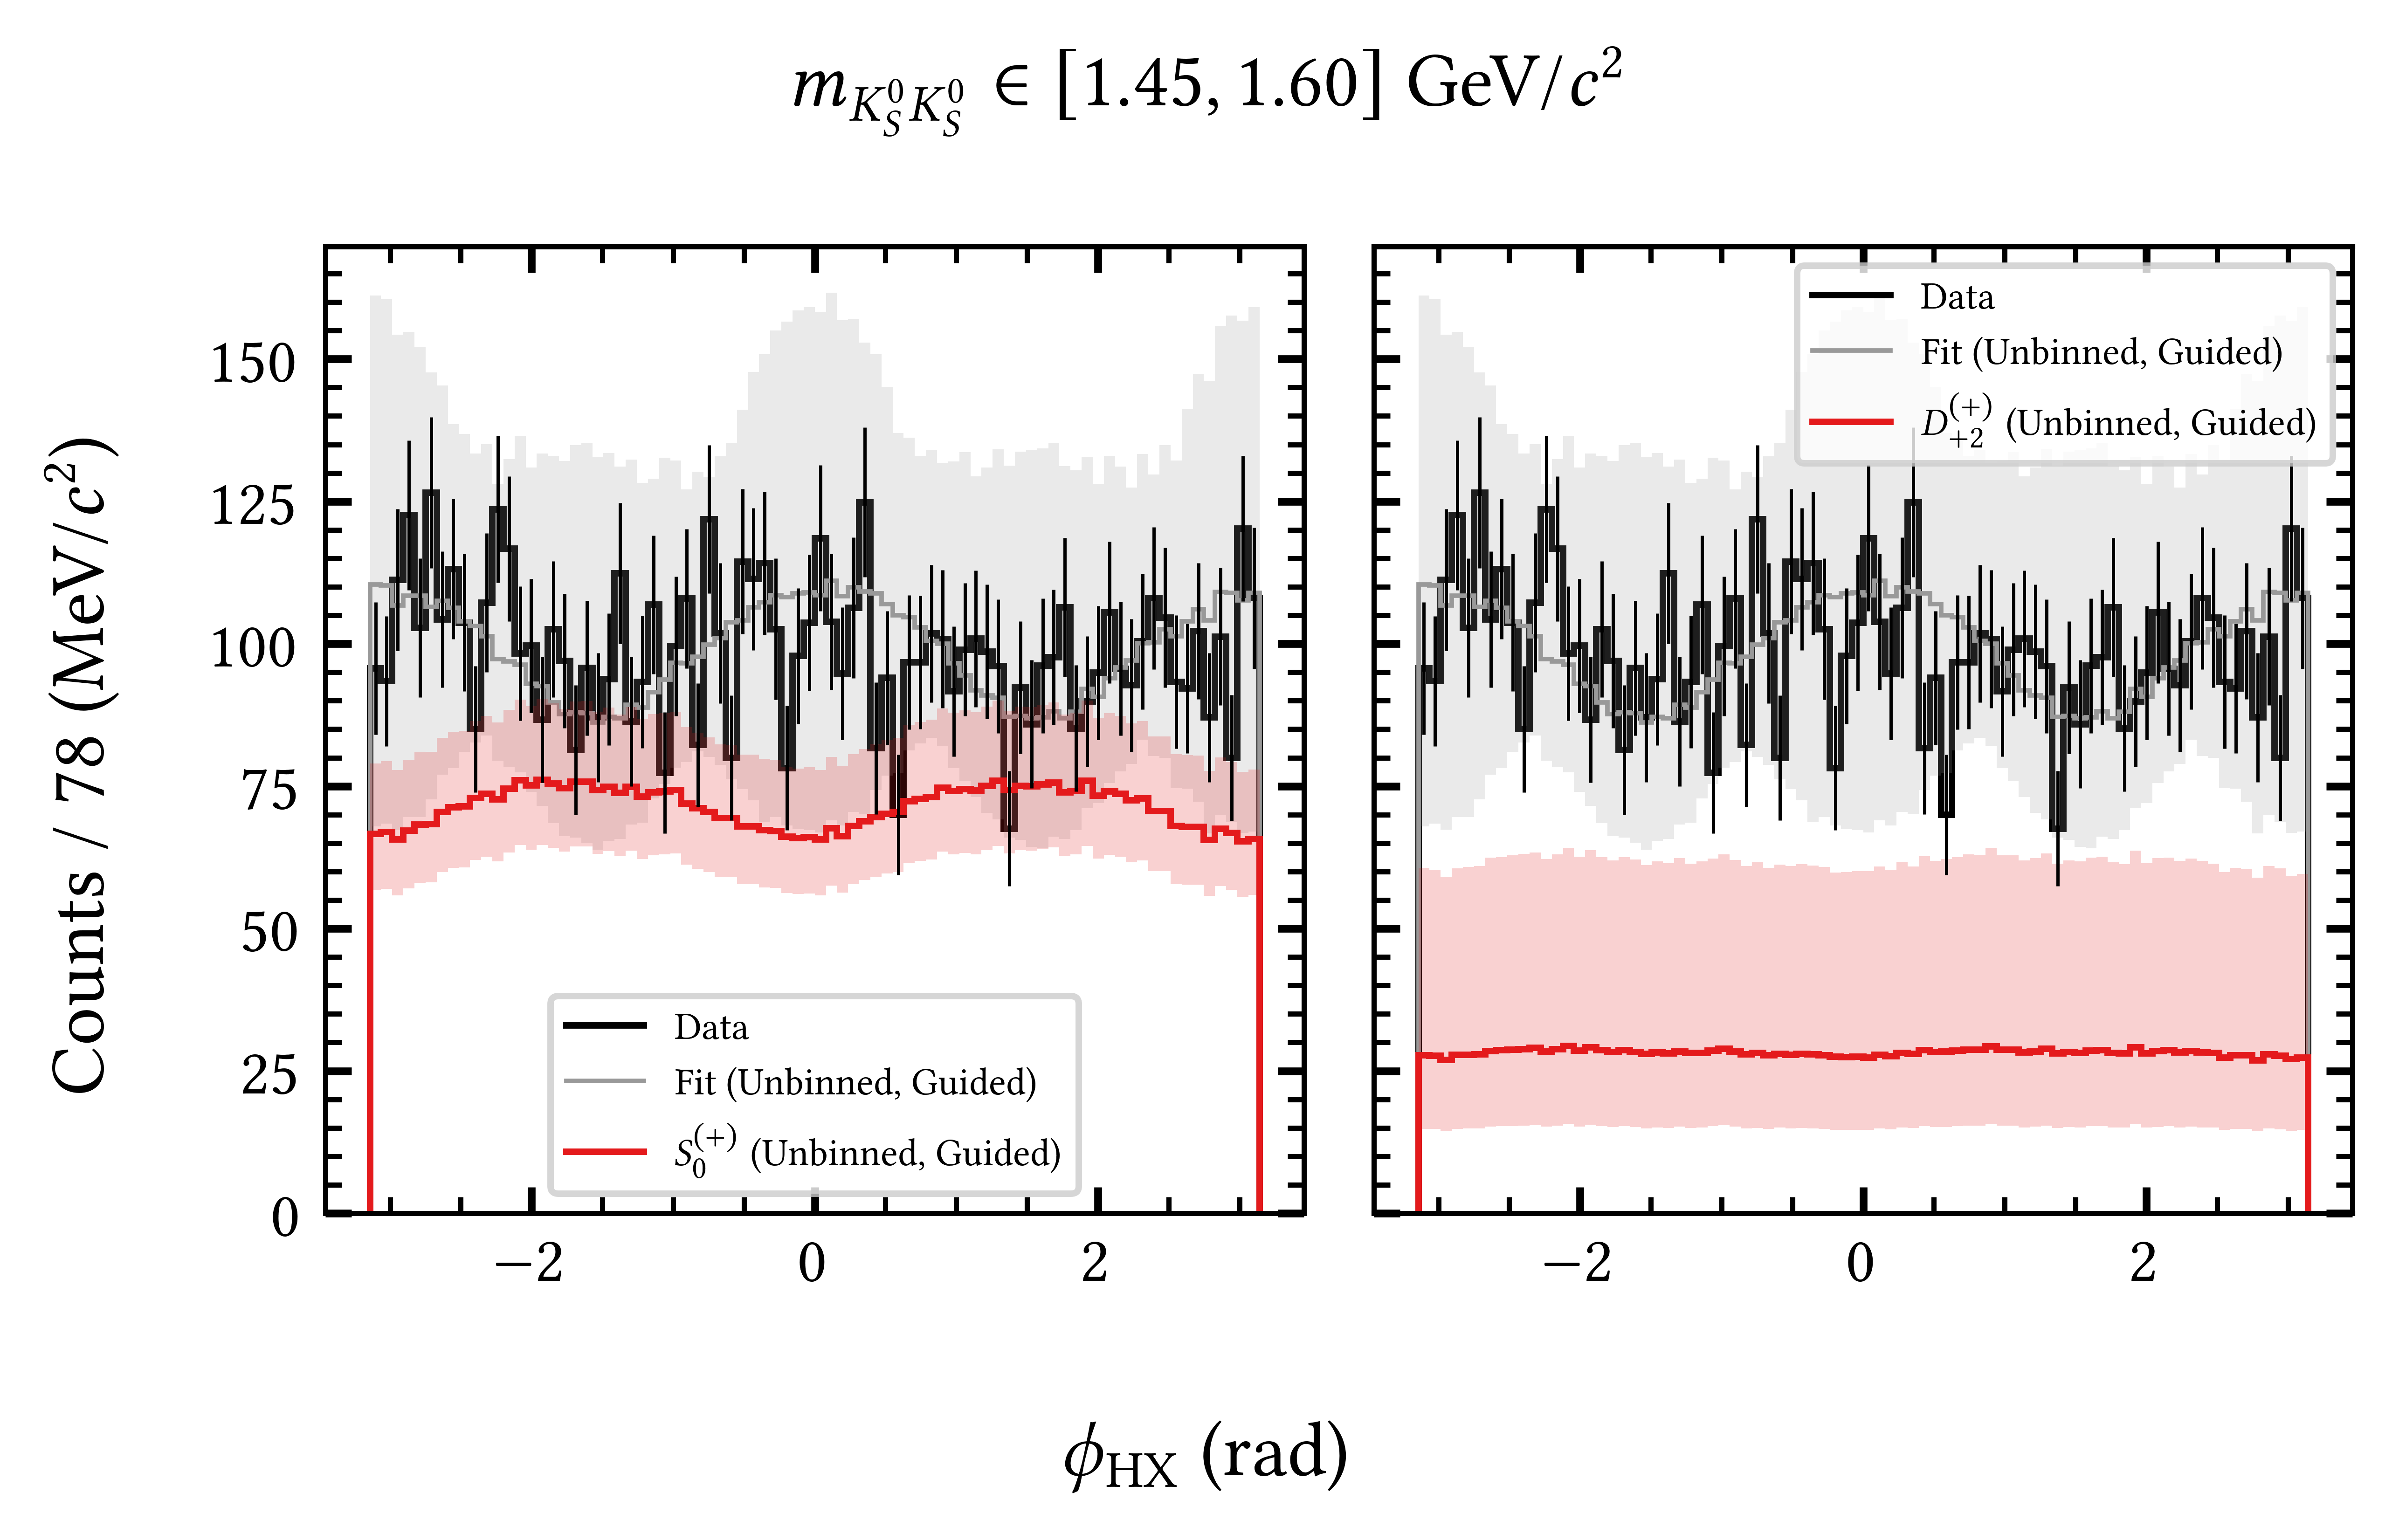 m_{K_S^0 K_S^0} ∈ [1.45, 1.60] GeV/c²
Counts / 78 (MeV/c²)
150
125
100
75
50
25
0
Data
Fit (Unbinned, Guided)
S_0^{(+)} (Unbinned, Guided)
−2
0
2
Data
Fit (Unbinned, Guided)
D_{+2}^{(+)} (Unbinned, Guided)
−2
0
2
ϕ_{HX} (rad)